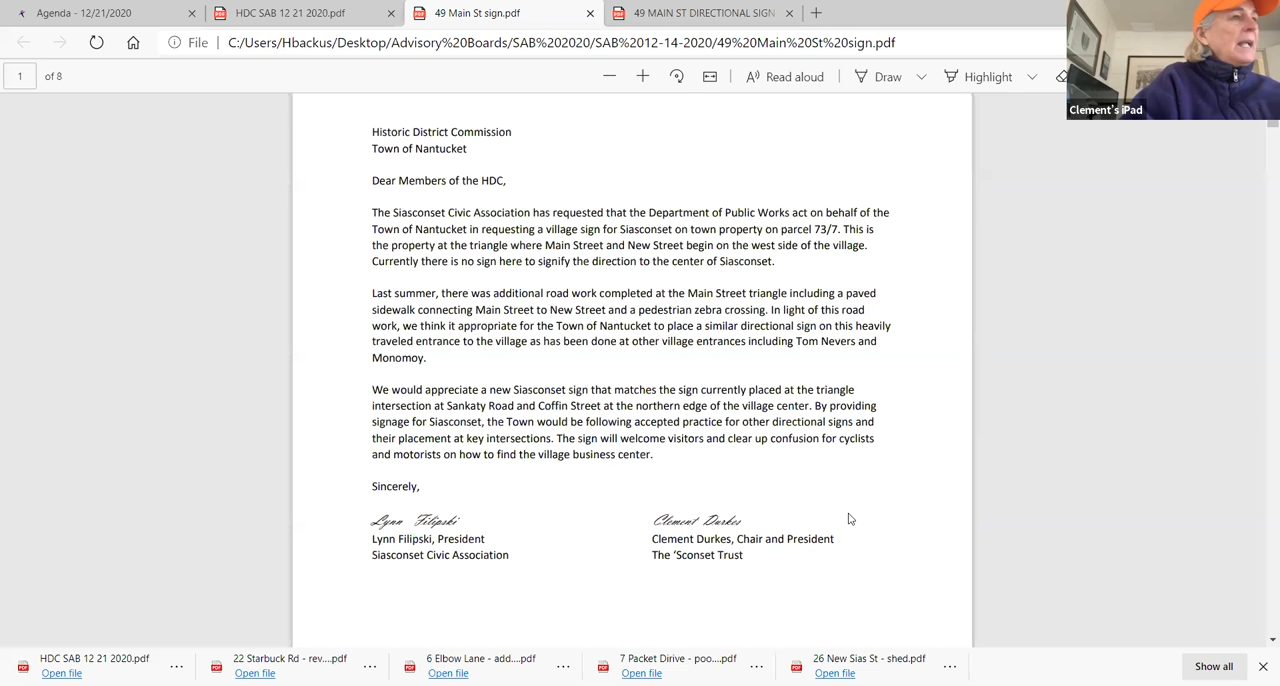 Agenda - 12/21/2020
HDC SAB 12 21 2020.pdf
49 Main St sign.pdf
49 MAIN ST DIRECTIONAL SIGN
File
C:/Users/Hbackus/Desktop/Advisory%20Boards/SAB%202020/SAB%2012-14-2020/49%20Main%20St%20sign.pdf
1 of 8
Read aloud
Draw
Highlight
Clement's iPad
Historic District Commission
Town of Nantucket
Dear Members of the HDC,
The Siasconset Civic Association has requested that the Department of Public Works act on behalf of the
Town of Nantucket in requesting a village sign for Siasconset on town property on parcel 73/7. This is
the property at the triangle where Main Street and New Street begin on the west side of the village.
Currently there is no sign here to signify the direction to the center of Siasconset.
Last summer, there was additional road work completed at the Main Street triangle including a paved
sidewalk connecting Main Street to New Street and a pedestrian zebra crossing. In light of this road
work, we think it appropriate for the Town of Nantucket to place a similar directional sign on this heavily
traveled entrance to the village as has been done at other village entrances including Tom Nevers and
Monomoy.
We would appreciate a new Siasconset sign that matches the sign currently placed at the triangle
intersection at Sankaty Road and Coffin Street at the northern edge of the village center. By providing
signage for Siasconset, the Town would be following accepted practice for other directional signs and
their placement at key intersections. The sign will welcome visitors and clear up confusion for cyclists
and motorists on how to find the village business center.
Sincerely,
Lynn Filipski
Clement Durkes
Lynn Filipski, President
Clement Durkes, Chair and President
Siasconset Civic Association
The 'Sconset Trust
HDC SAB 12 21 2020.pdf
Open file
22 Starbuck Rd - rev....pdf
Open file
6 Elbow Lane - add....pdf
Open file
7 Packet Dirive - poo....pdf
Open file
26 New Sias St - shed.pdf
Open file
Show all